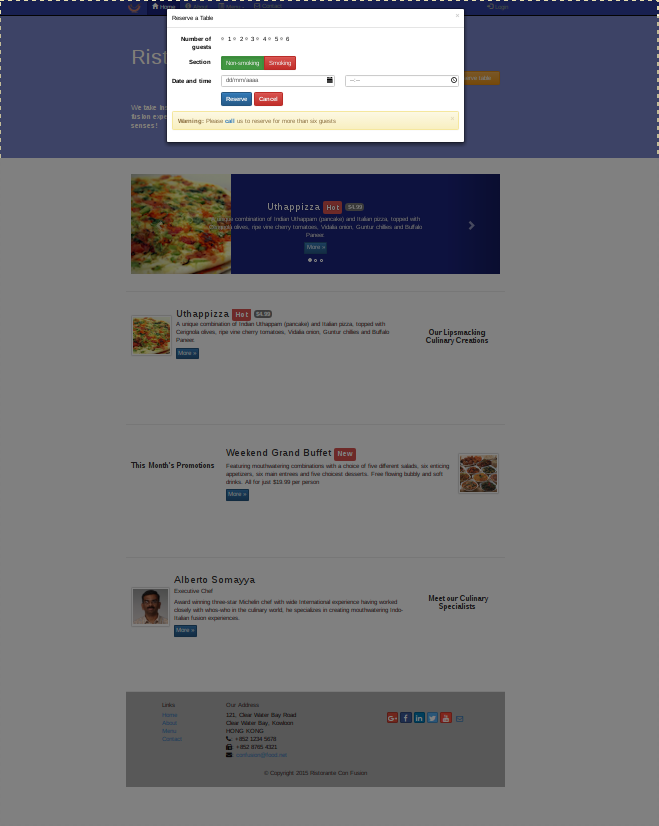 Home
Login
Reserve a Table
×
Number of
guests
1 2 3 4 5 6
Section
Non-smoking Smoking
Date and time
dd/mm/aaaa
--:--
Reserve Cancel
Warning: Please call us to reserve for more than six guests
×
Rist
We take
fusion
senses!
table
Uthappizza Hot $4.99
unique combination of Indian Uthappam (pancake) and Italian pizza, topped with
Cerignola olives, ripe vine cherry tomatoes, Vidalia onion, Guntur chillies and Buffalo
Paneer.
More »
Uthappizza Hot $4.99
A unique combination of Indian Uthappam (pancake) and Italian pizza, topped with
Cerignola olives, ripe vine cherry tomatoes, Vidalia onion, Guntur chillies and Buffalo
Paneer.
More »
Our Lipsmacking
Culinary Creations
This Month's Promotions
Weekend Grand Buffet New
Featuring mouthwatering combinations with a choice of five different salads, six enticing
appetizers, six main entrees and five choicest desserts. Free flowing bubbly and soft
drinks. All for just $19.99 per person
More »
Alberto Somayya
Executive Chef
Award winning three-star Michelin chef with wide International experience having worked
closely with whos-who in the culinary world, he specializes in creating mouthwatering Indo-
Italian fusion experiences.
More »
Meet our Culinary
Specialists
Links
Home
About
Menu
Contact
Our Address
121, Clear Water Bay Road
Clear Water Bay, Kowloon
HONG KONG
+852 1234 5678
+852 8765 4321
confusion@food.net
© Copyright 2015 Ristorante Con Fusion